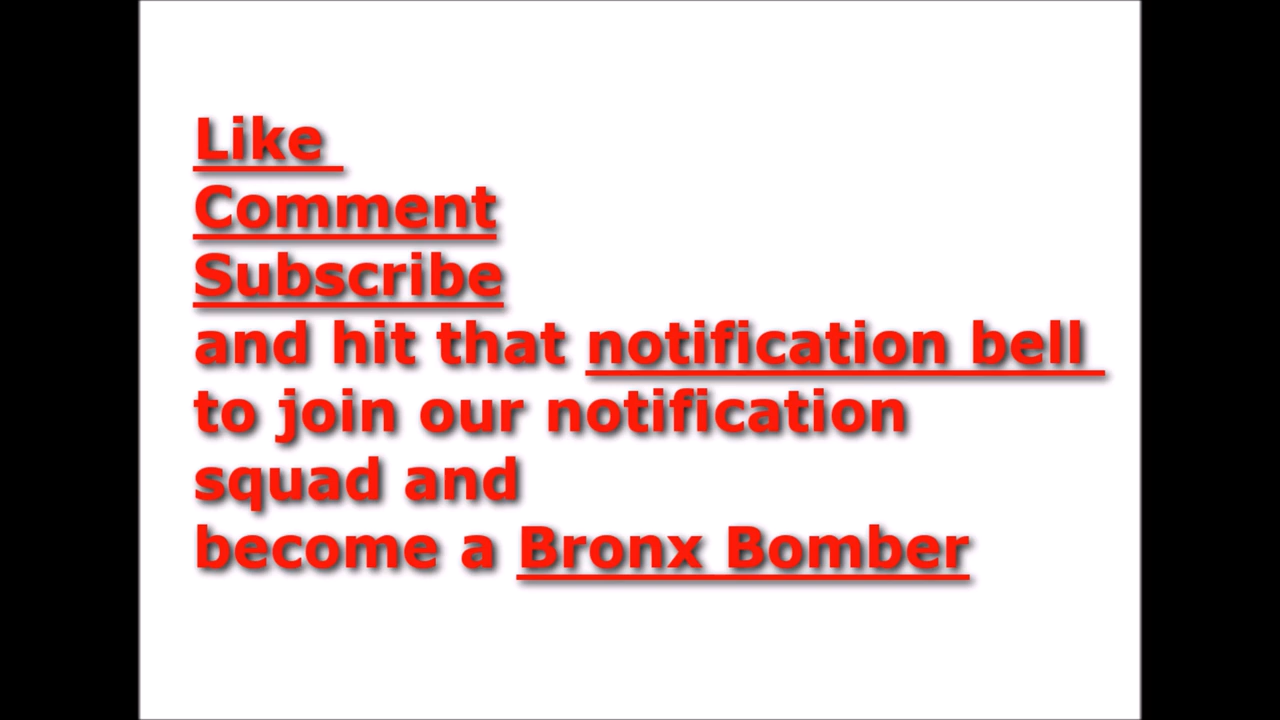 Like
Comment
Subscribe
and hit that notification bell
to join our notification
squad and
become a Bronx Bomber